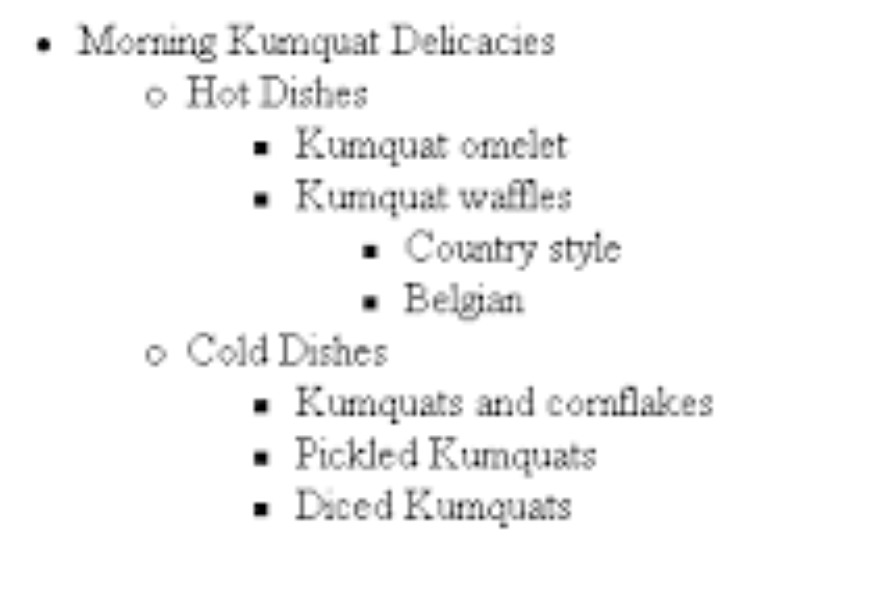 Morning Kumquat Delicacies
Hot Dishes
Kumquat omelet
Kumquat waffles
Country style
Belgian
Cold Dishes
Kumquats and cornflakes
Pickled Kumquats
Diced Kumquats